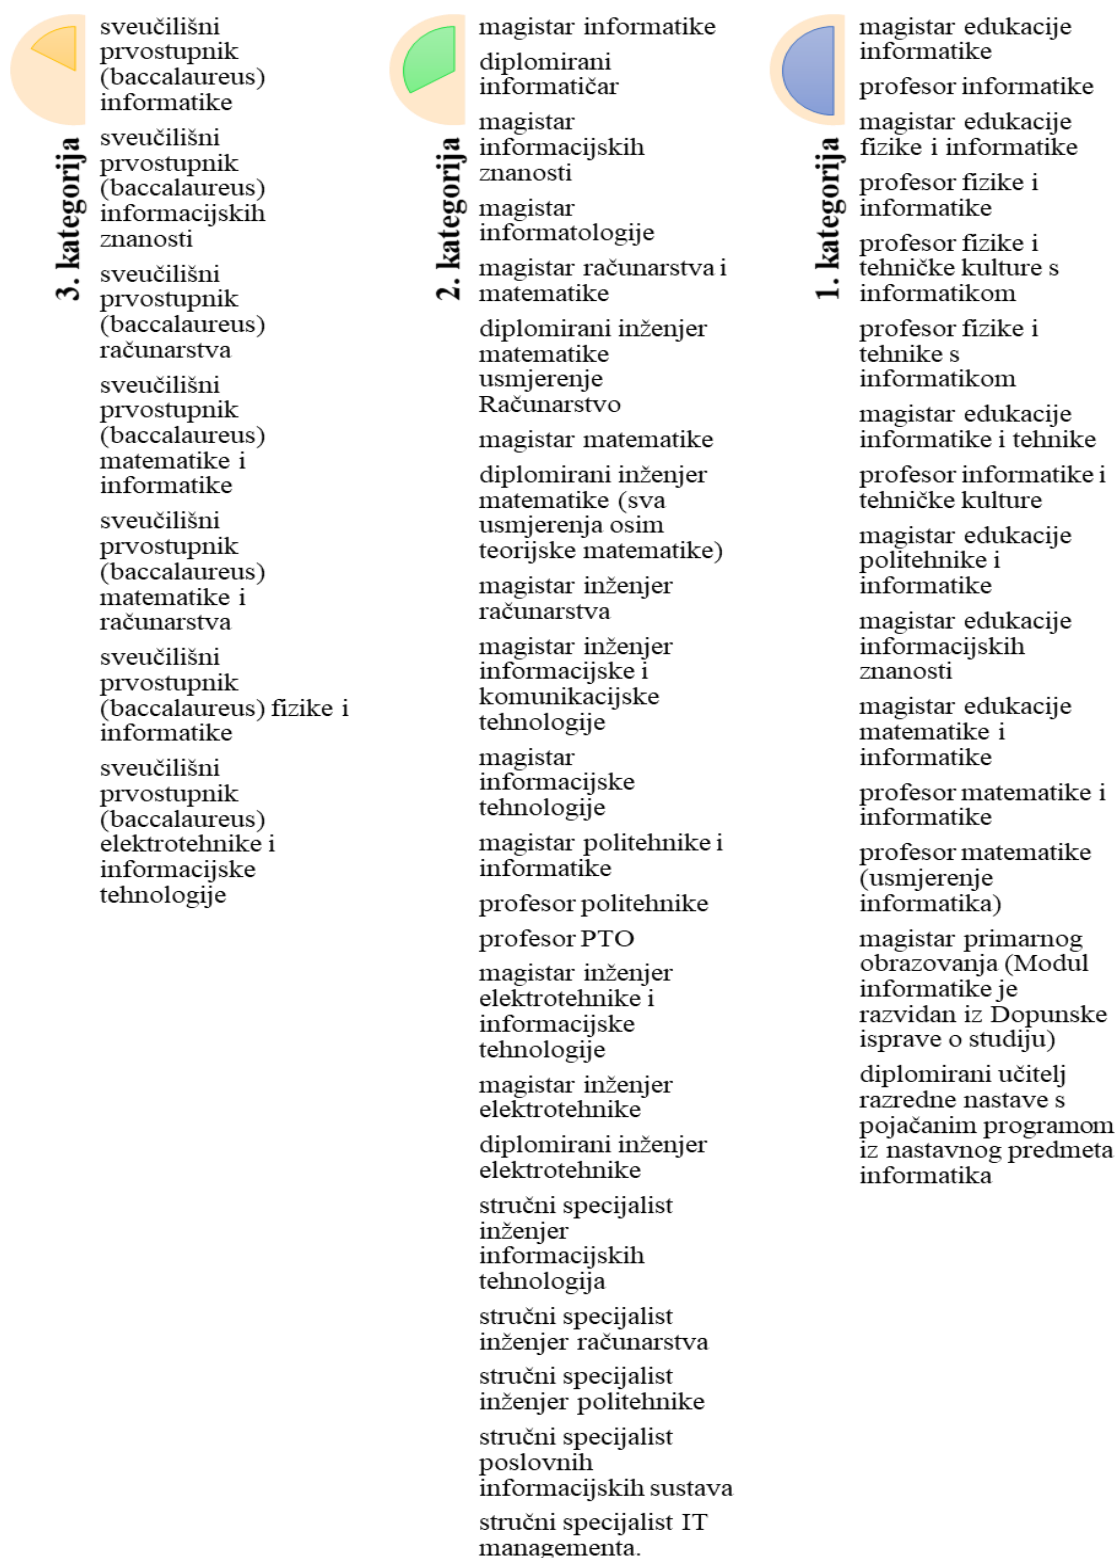 3. kategorija
sveučilišni
prvostupnik
(baccalaureus)
informatike
sveučilišni
prvostupnik
(baccalaureus)
informacijskih
znanosti
sveučilišni
prvostupnik
(baccalaureus)
računarstva
sveučilišni
prvostupnik
(baccalaureus)
matematike i
informatike
sveučilišni
prvostupnik
(baccalaureus)
matematike i
računarstva
sveučilišni
prvostupnik
(baccalaureus) fizike i
informatike
sveučilišni
prvostupnik
(baccalaureus)
elektrotehnike i
informacijske
tehnologije
2. kategorija
magistar informatike
diplomirani
informatičar
magistar
informacijskih
znanosti
magistar
informatologije
magistar računarstva i
matematike
diplomirani inženjer
matematike
usmjerenje
Računarstvo
magistar matematike
diplomirani inženjer
matematike (sva
usmjerenja osim
teorijske matematike)
magistar inženjer
računarstva
magistar inženjer
informacijske i
komunikacijske
tehnologije
magistar
informacijske
tehnologije
magistar politehnike i
informatike
profesor politehnike
profesor PTO
magistar inženjer
elektrotehnike i
informacijske
tehnologije
magistar inženjer
elektrotehnike
diplomirani inženjer
elektrotehnike
stručni specijalist
inženjer
informacijskih
tehnologija
stručni specijalist
inženjer računarstva
stručni specijalist
inženjer politehnike
stručni specijalist
poslovnih
informacijskih sustava
stručni specijalist IT
managementa.
1. kategorija
magistar edukacije
informatike
profesor informatike
magistar edukacije
fizike i informatike
profesor fizike i
informatike
profesor fizike i
tehničke kulture s
informatikom
profesor fizike i
tehnike s
informatikom
magistar edukacije
informatike i tehnike
profesor informatike i
tehničke kulture
magistar edukacije
politehnike i
informatike
magistar edukacije
informacijskih
znanosti
magistar edukacije
matematike i
informatike
profesor matematike i
informatike
profesor matematike
(usmjerenje
informatika)
magistar primarnog
obrazovanja (Modul
informatike je
razvidan iz Dopunske
isprave o studiju)
diplomirani učitelj
razredne nastave s
pojačanim programom
iz nastavnog predmeta
informatika